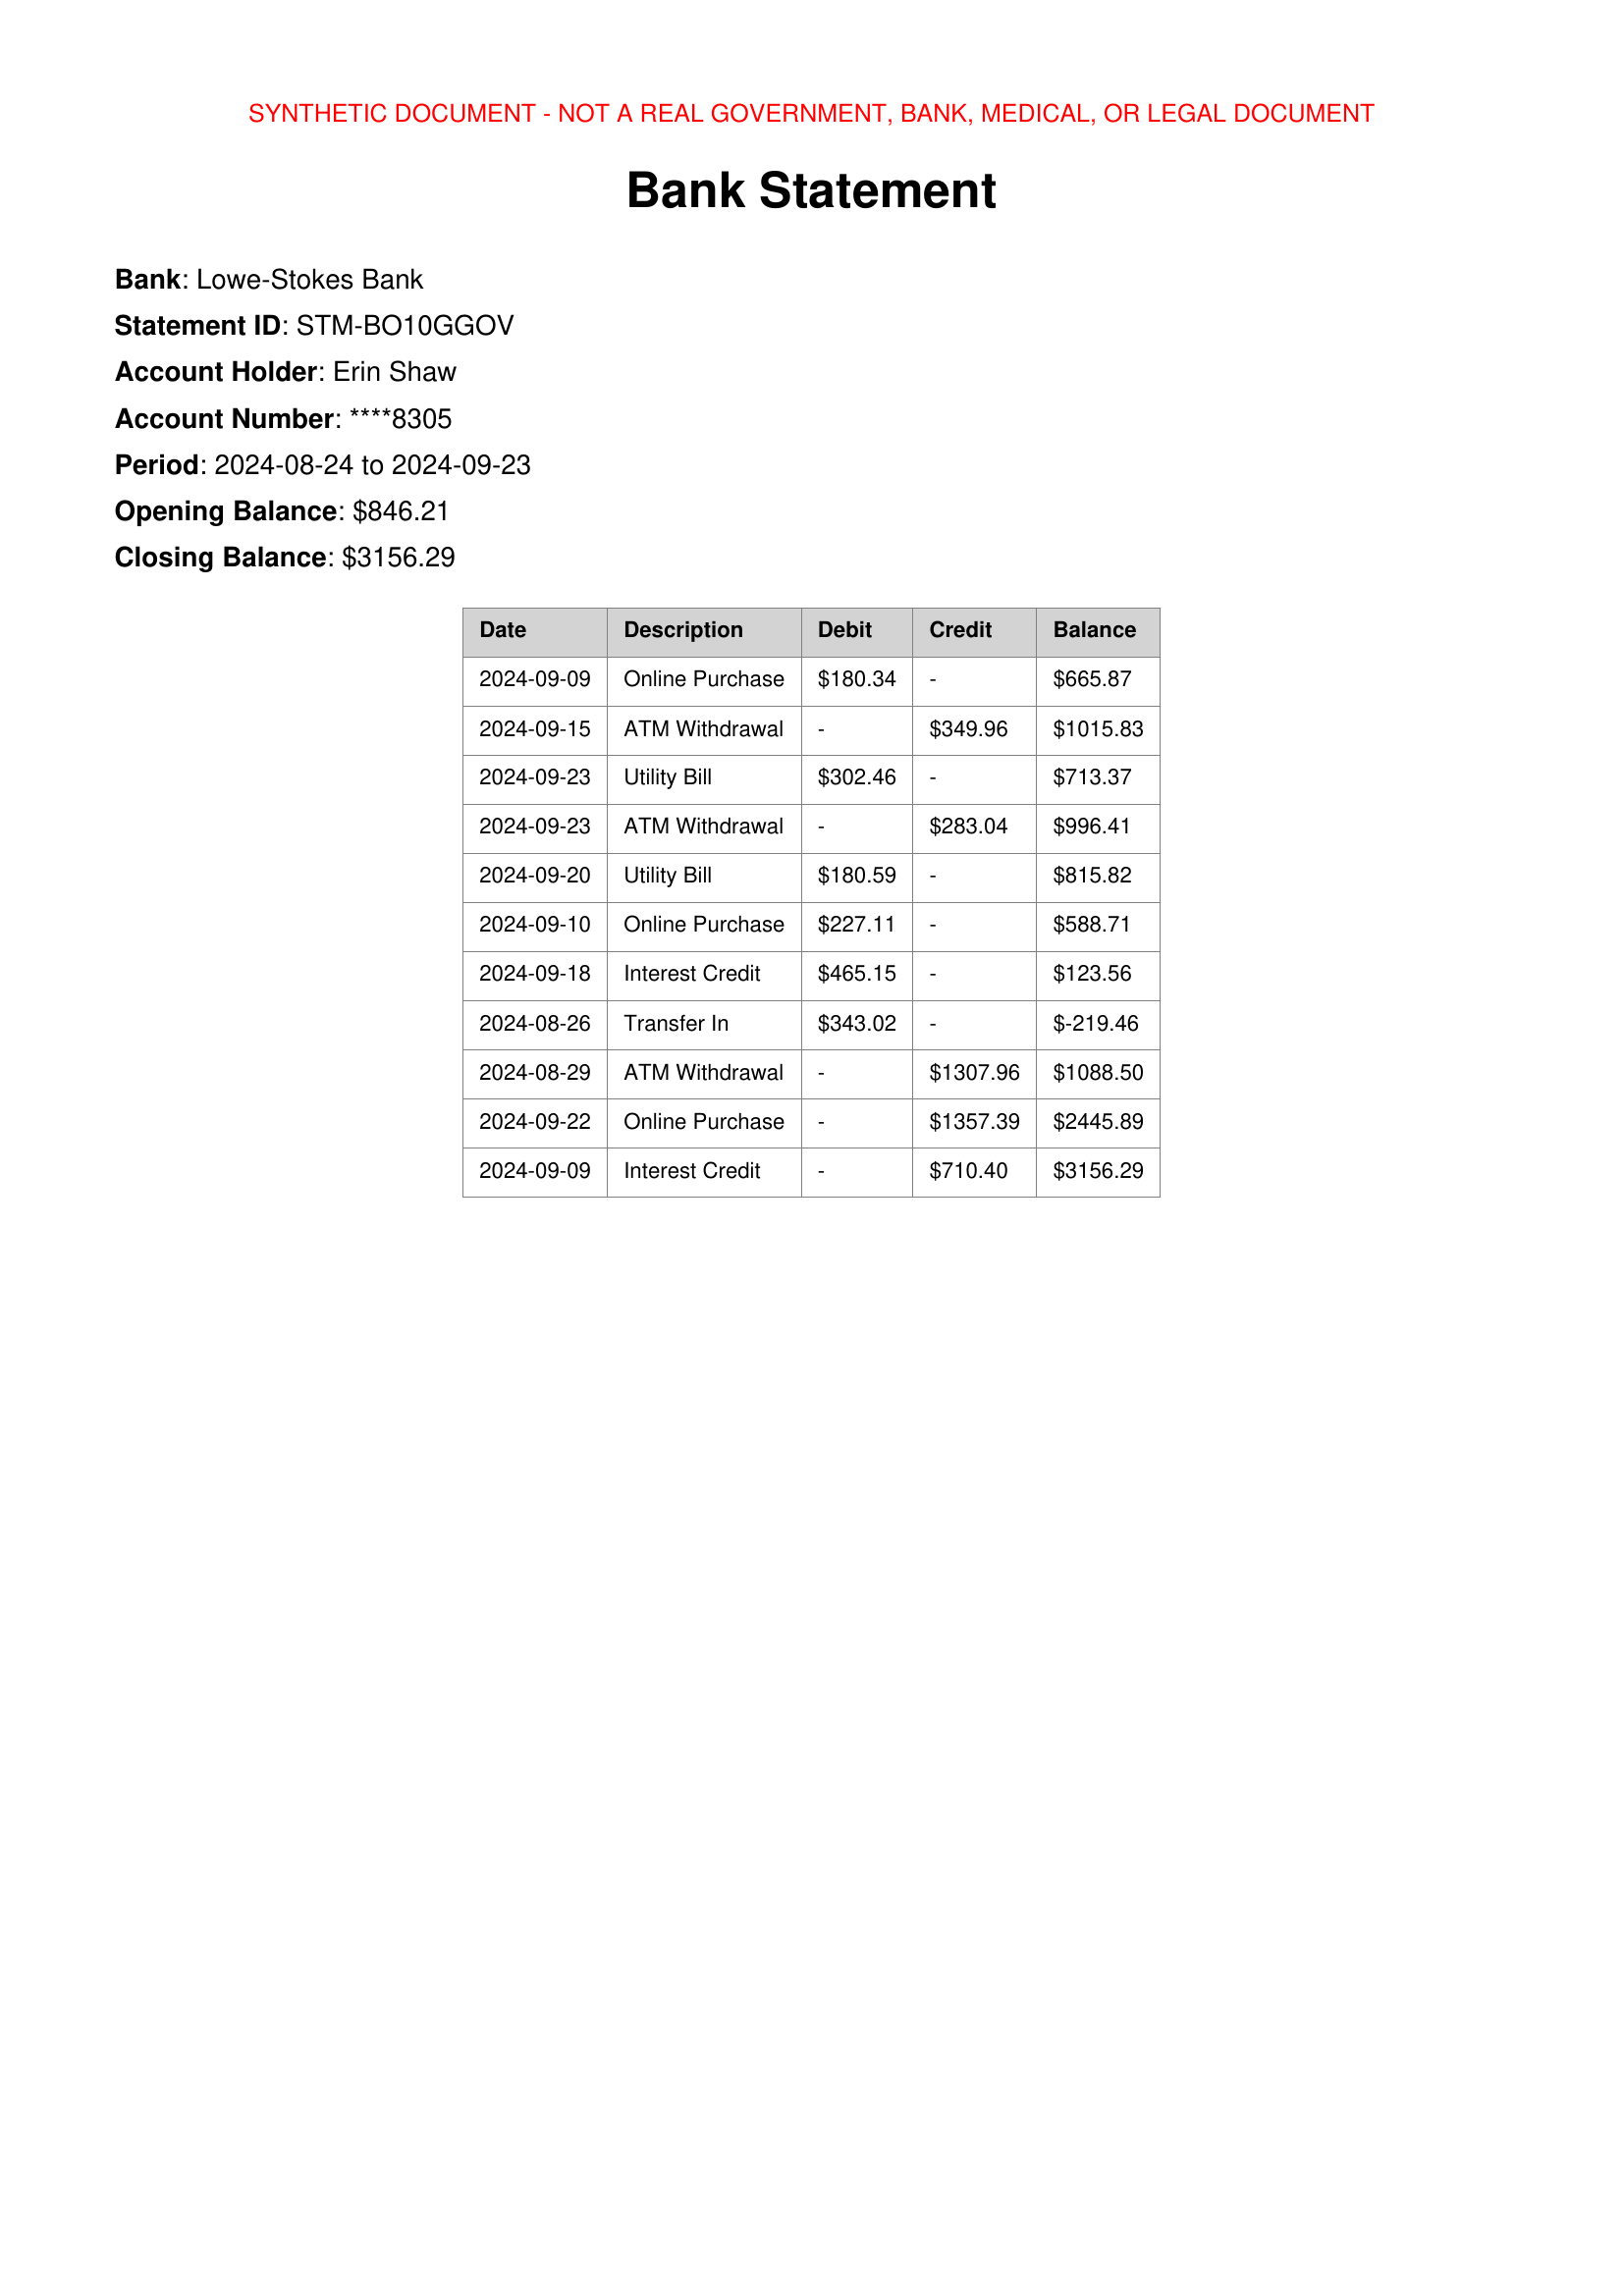 SYNTHETIC DOCUMENT - NOT A REAL GOVERNMENT, BANK, MEDICAL, OR LEGAL DOCUMENT
Bank Statement
Bank: Lowe-Stokes Bank
Statement ID: STM-BO10GGOV
Account Holder: Erin Shaw
Account Number: ****8305
Period: 2024-08-24 to 2024-09-23
Opening Balance: $846.21
Closing Balance: $3156.29
Date Description Debit Credit Balance
2024-09-09 Online Purchase $180.34 - $665.87
2024-09-15 ATM Withdrawal - $349.96 $1015.83
2024-09-23 Utility Bill $302.46 - $713.37
2024-09-23 ATM Withdrawal - $283.04 $996.41
2024-09-20 Utility Bill $180.59 - $815.82
2024-09-10 Online Purchase $227.11 - $588.71
2024-09-18 Interest Credit $465.15 - $123.56
2024-08-26 Transfer In $343.02 - $-219.46
2024-08-29 ATM Withdrawal - $1307.96 $1088.50
2024-09-22 Online Purchase - $1357.39 $2445.89
2024-09-09 Interest Credit - $710.40 $3156.29